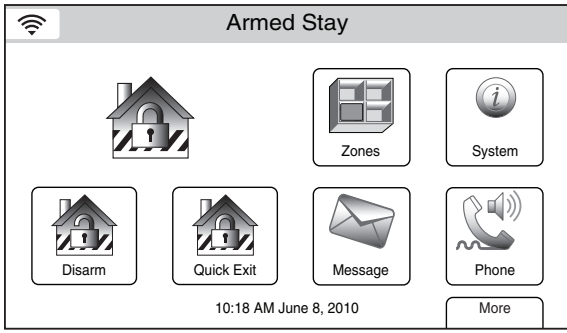 Armed Stay
Zones
System
Disarm
Quick Exit
Message
Phone
10:18 AM June 8, 2010
More